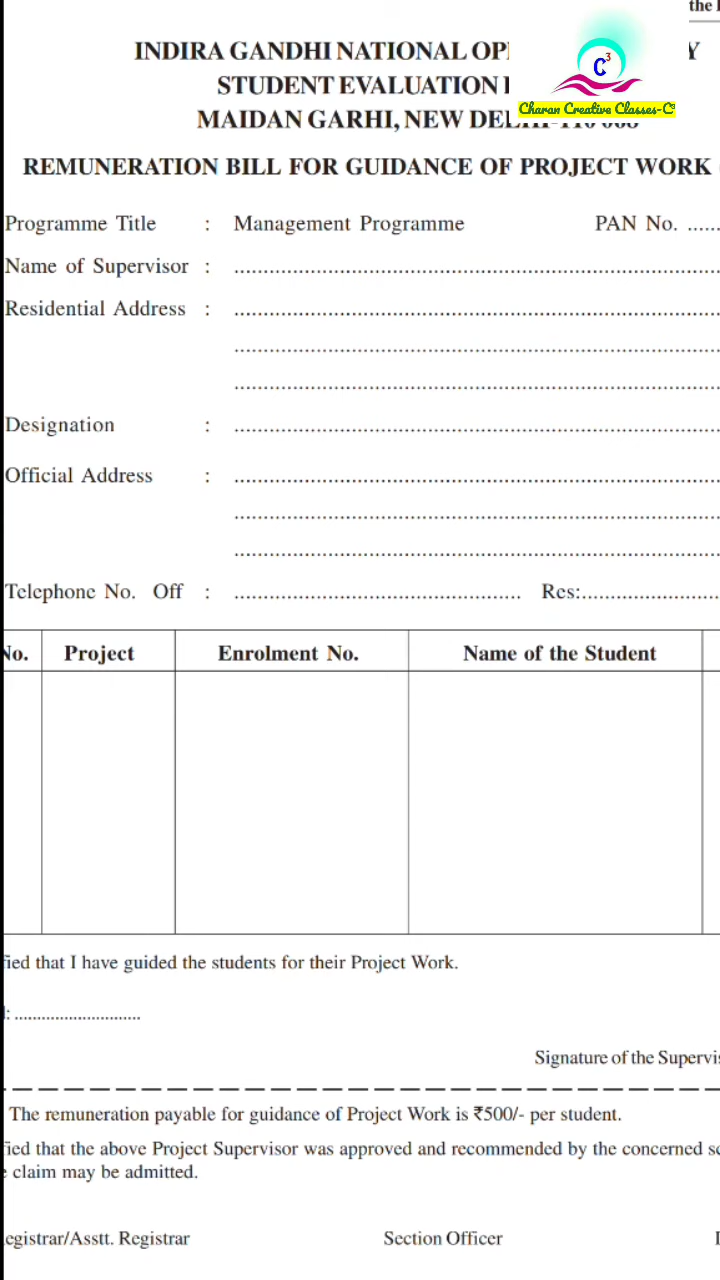 the
INDIRA GANDHI NATIONAL OP Y
STUDENT EVALUATION
MAIDAN GARHI, NEW DELHI-110 068
C3
Charan Creative Classes-C3
REMUNERATION BILL FOR GUIDANCE OF PROJECT WORK
Programme Title : Management Programme PAN No. ......
Name of Supervisor : ................................................................................
Residential Address : ................................................................................
................................................................................
................................................................................
Designation : ................................................................................
Official Address : ................................................................................
................................................................................
................................................................................
Telephone No. Off : ................................................. Res:........................
No. Project Enrolment No. Name of the Student
fied that I have guided the students for their Project Work.
: ............................
Signature of the Supervis
The remuneration payable for guidance of Project Work is ₹500/- per student.
fied that the above Project Supervisor was approved and recommended by the concerned sc
e claim may be admitted.
egistrar/Asstt. Registrar Section Officer